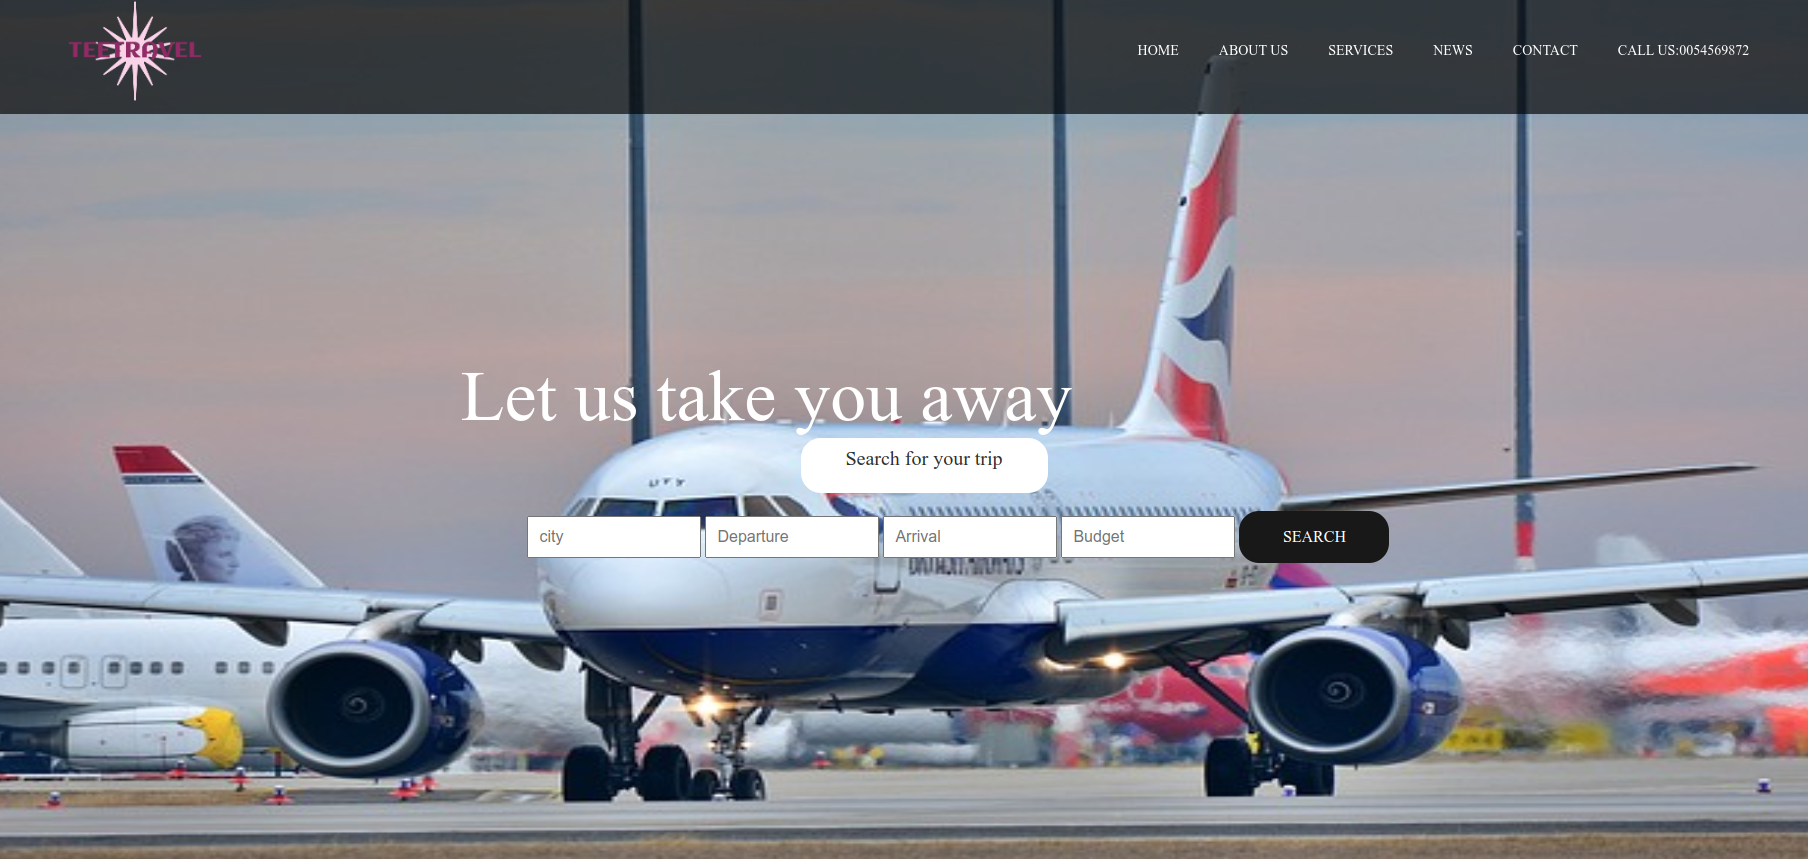 TEETRAVEL
HOME
ABOUT US
SERVICES
NEWS
CONTACT
CALL US:0054569872
Let us take you away
Search for your trip
city
Departure
Arrival
Budget
SEARCH